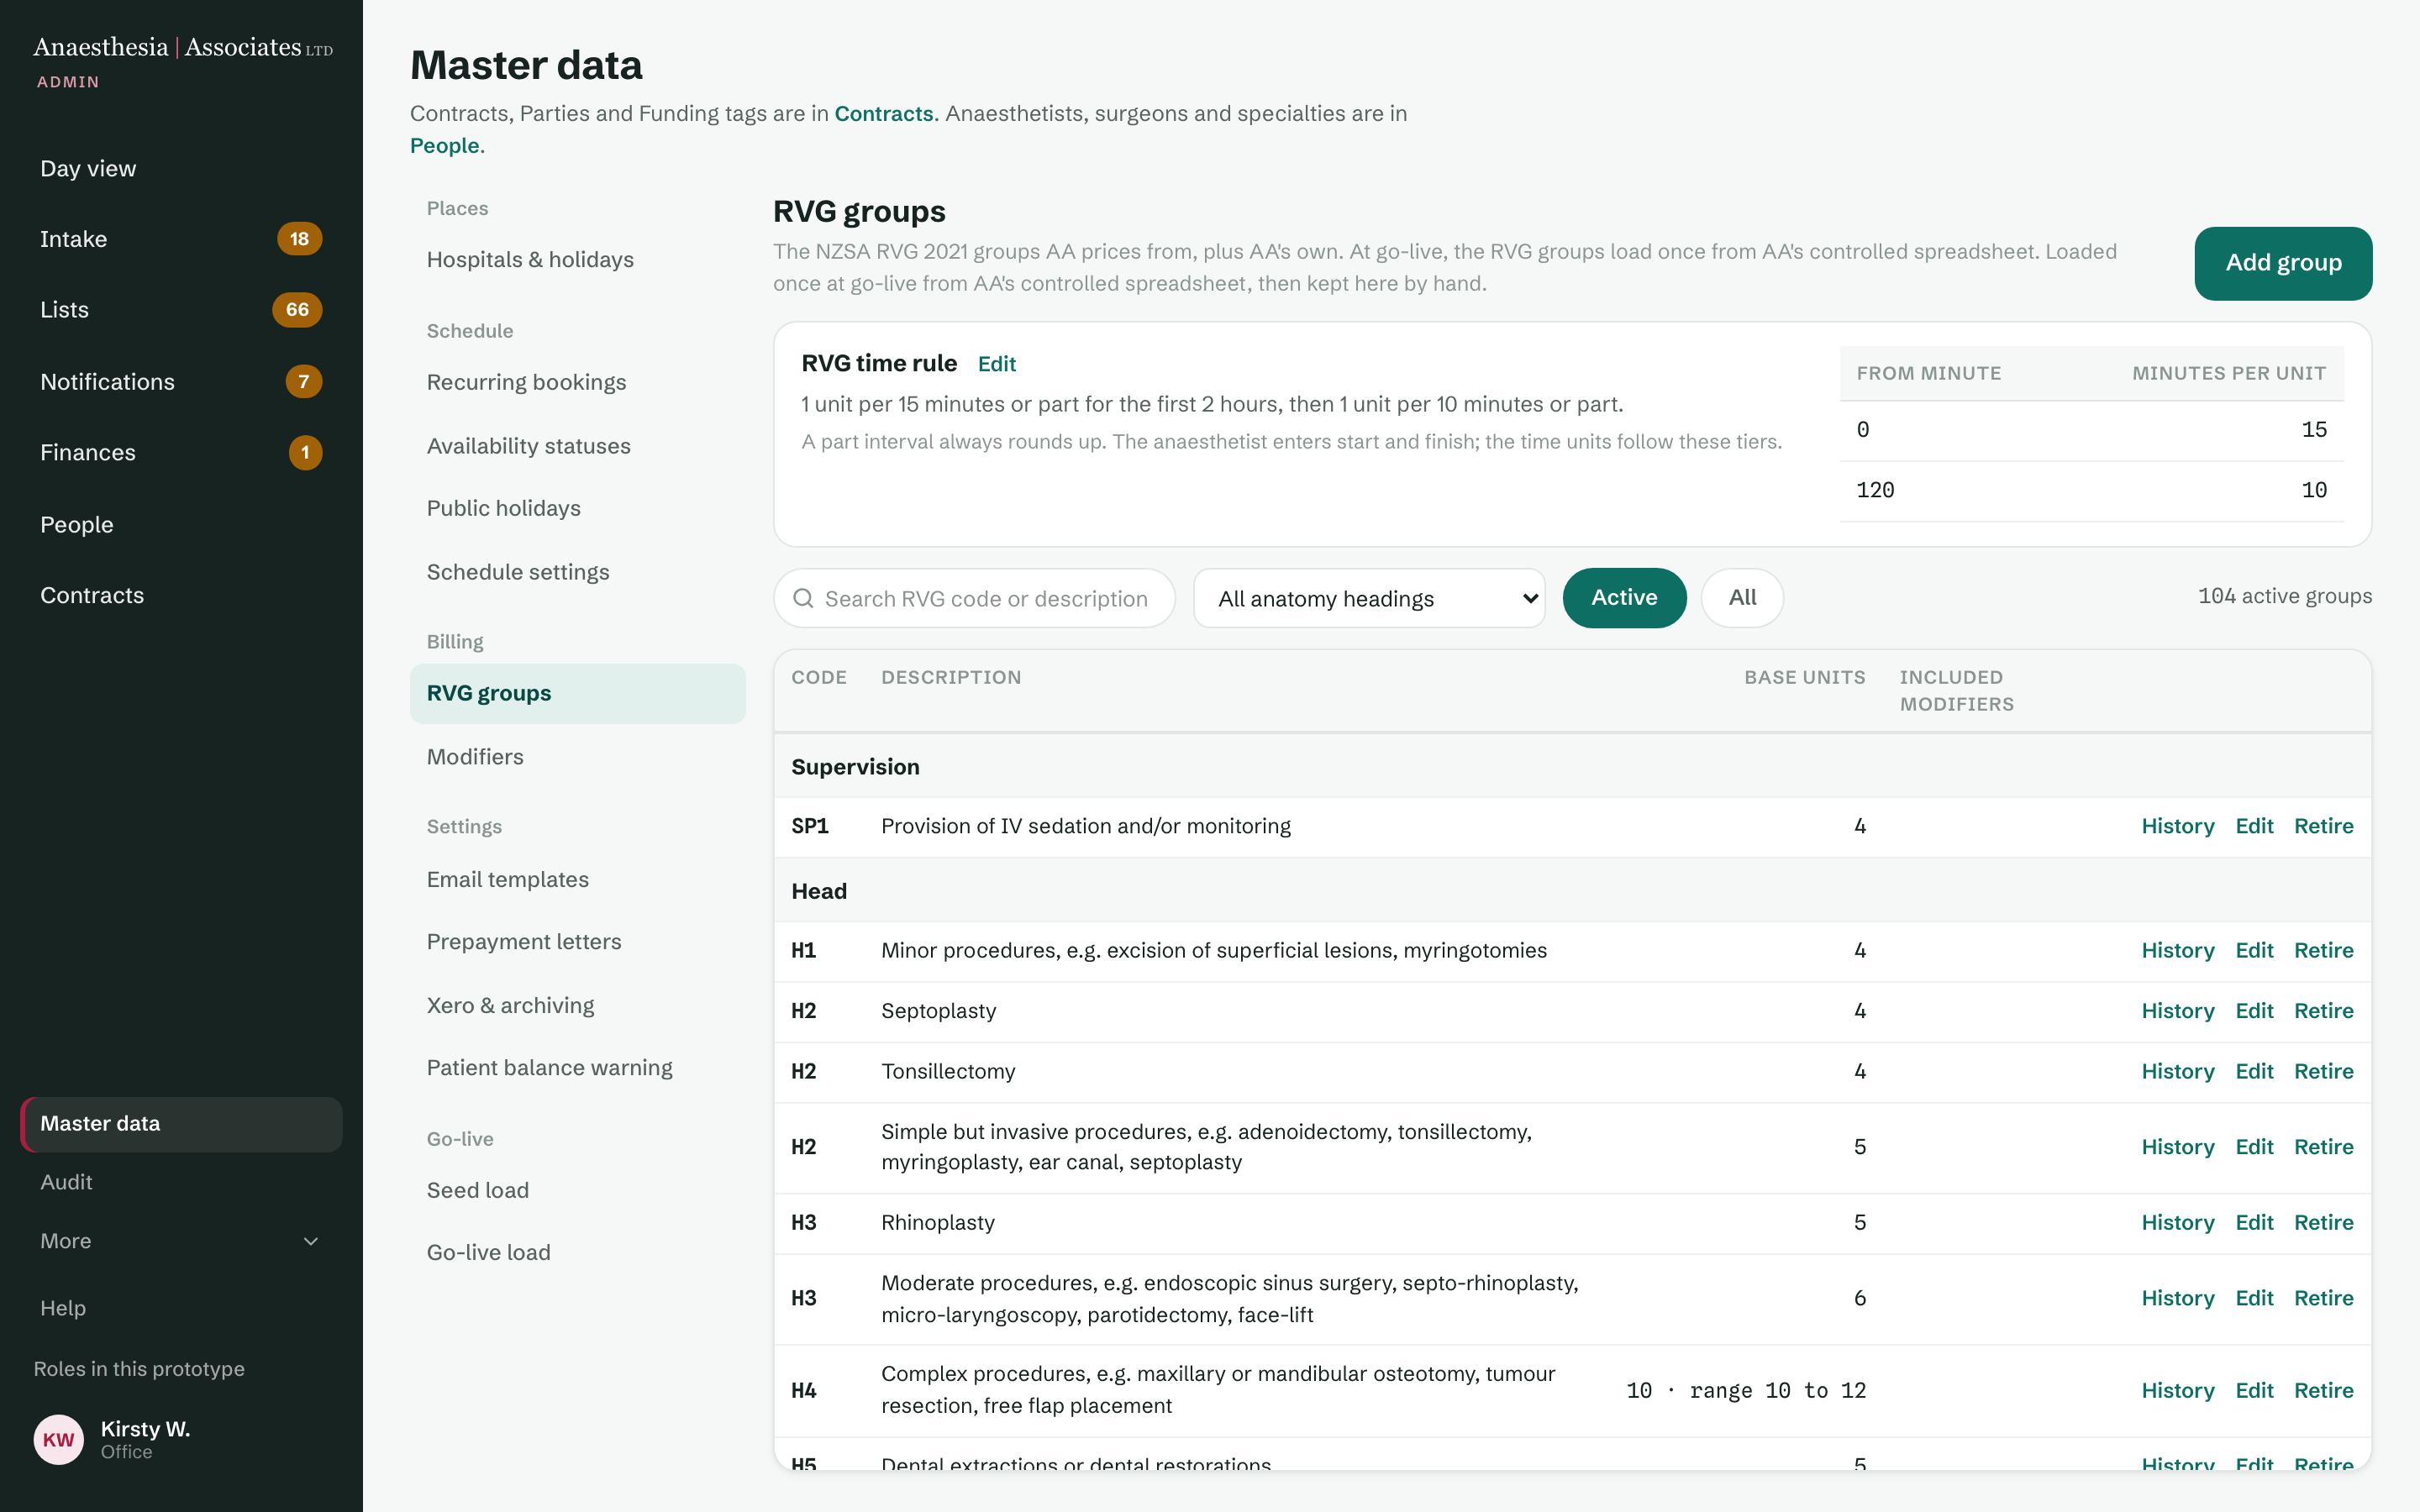 Anaesthesia | Associates LTD
ADMIN
Day view
Intake 18
Lists 66
Notifications 7
Finances 1
People
Contracts
Master data
Audit
More
Help
Roles in this prototype
KW
Kirsty W.
Office
Master data
Contracts, Parties and Funding tags are in Contracts. Anaesthetists, surgeons and specialties are in
People.
Places
Hospitals & holidays
Schedule
Recurring bookings
Availability statuses
Public holidays
Schedule settings
Billing
RVG groups
Modifiers
Settings
Email templates
Prepayment letters
Xero & archiving
Patient balance warning
Go-live
Seed load
Go-live load
RVG groups
The NZSA RVG 2021 groups AA prices from, plus AA's own. At go-live, the RVG groups load once from AA's controlled spreadsheet. Loaded
once at go-live from AA's controlled spreadsheet, then kept here by hand.
Add group
RVG time rule Edit
1 unit per 15 minutes or part for the first 2 hours, then 1 unit per 10 minutes or part.
A part interval always rounds up. The anaesthetist enters start and finish; the time units follow these tiers.
FROM MINUTE MINUTES PER UNIT
0 15
120 10
Search RVG code or description
All anatomy headings
Active
All
104 active groups
CODE DESCRIPTION BASE UNITS INCLUDED
MODIFIERS
Supervision
SP1 Provision of IV sedation and/or monitoring 4 History Edit Retire
Head
H1 Minor procedures, e.g. excision of superficial lesions, myringotomies 4 History Edit Retire
H2 Septoplasty 4 History Edit Retire
H2 Tonsillectomy 4 History Edit Retire
H2 Simple but invasive procedures, e.g. adenoidectomy, tonsillectomy,
myringoplasty, ear canal, septoplasty 5 History Edit Retire
H3 Rhinoplasty 5 History Edit Retire
H3 Moderate procedures, e.g. endoscopic sinus surgery, septo-rhinoplasty,
micro-laryngoscopy, parotidectomy, face-lift 6 History Edit Retire
H4 Complex procedures, e.g. maxillary or mandibular osteotomy, tumour
resection, free flap placement 10 · range 10 to 12 History Edit Retire
H5 Dental extractions or dental restorations 5 History Edit Retire